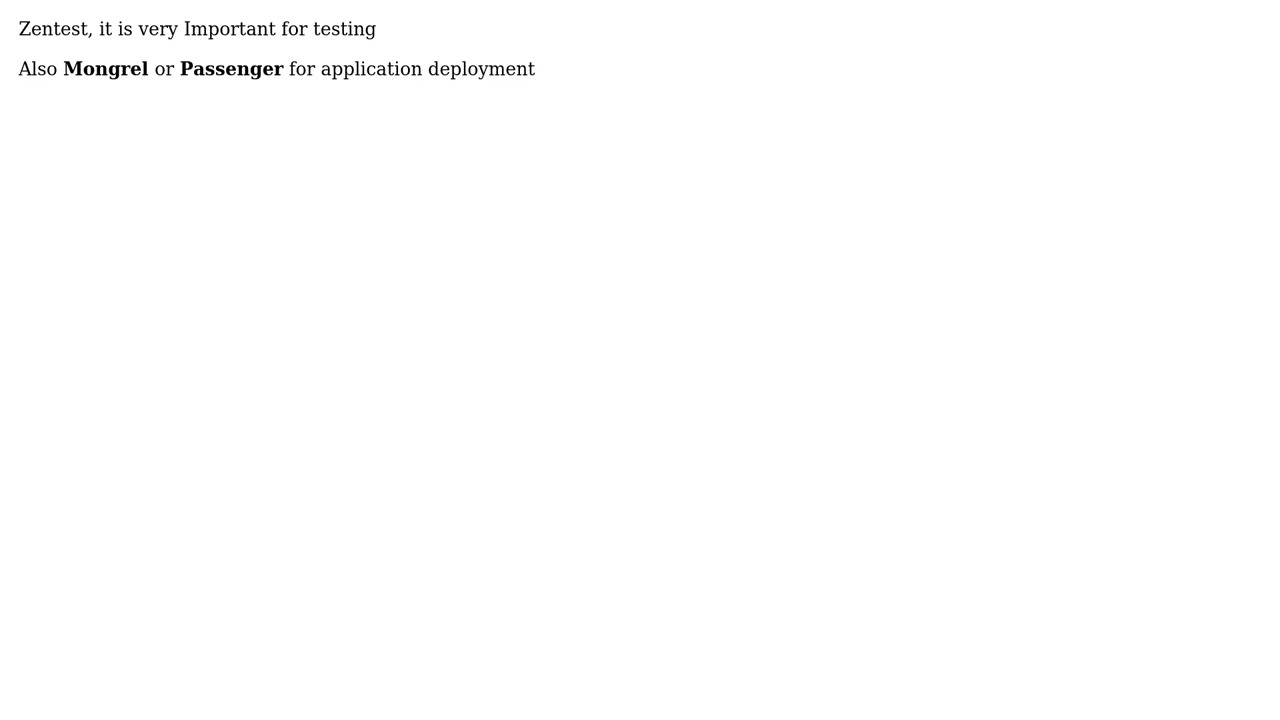 Zentest, it is very Important for testing
Also Mongrel or Passenger for application deployment